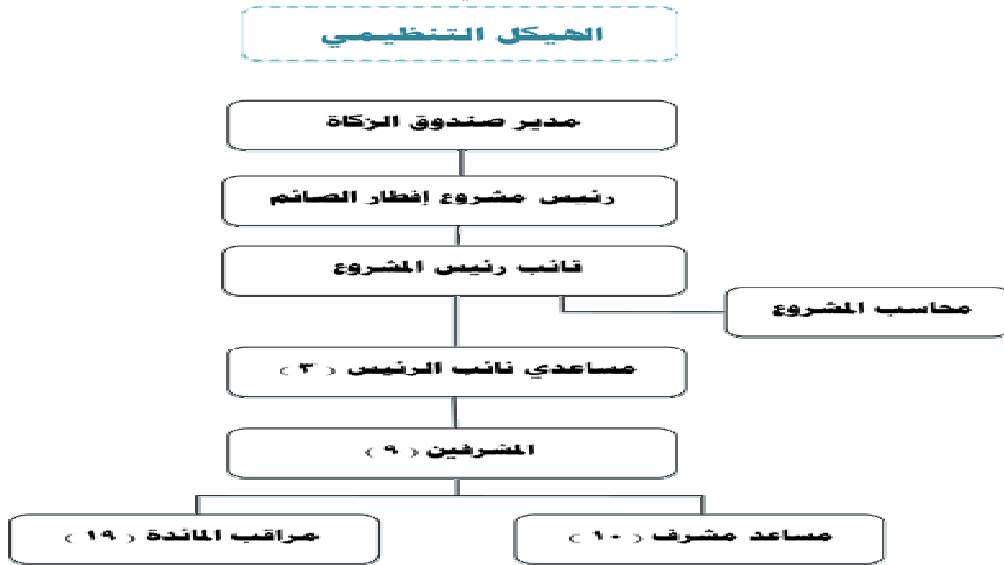 الهيكل التنظيمي
مدير صندوق الزكاة
رئيس مشروع إفطار الصائم
نائب رئيس المشروع
محاسب المشروع
مساعدي نائب الرئيس ( ٣ )
المشرفين ( ٩ )
مساعد مشرف ( ١٠ )
مراقب المائدة ( ١٩ )